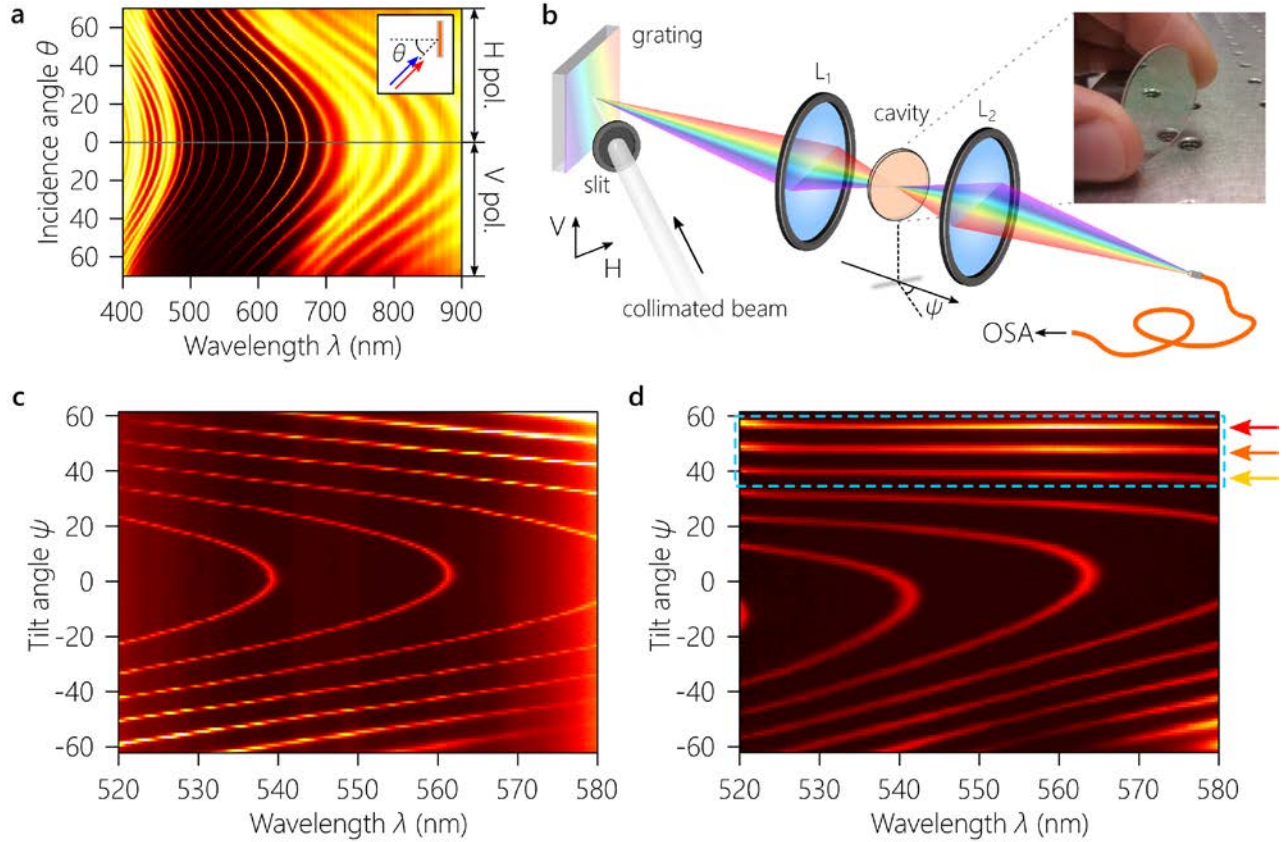 a
Incidence angle θ
60
40
20
0
20
40
60
θ
H pol.
V pol.
400 500 600 700 800 900
Wavelength λ (nm)
b
grating
L1
cavity
L2
slit
V
H
collimated beam
ψ
OSA
c
Tilt angle ψ
60
40
20
0
-20
-40
-60
520 530 540 550 560 570 580
Wavelength λ (nm)
d
Tilt angle ψ
60
40
20
0
-20
-40
-60
520 530 540 550 560 570 580
Wavelength λ (nm)